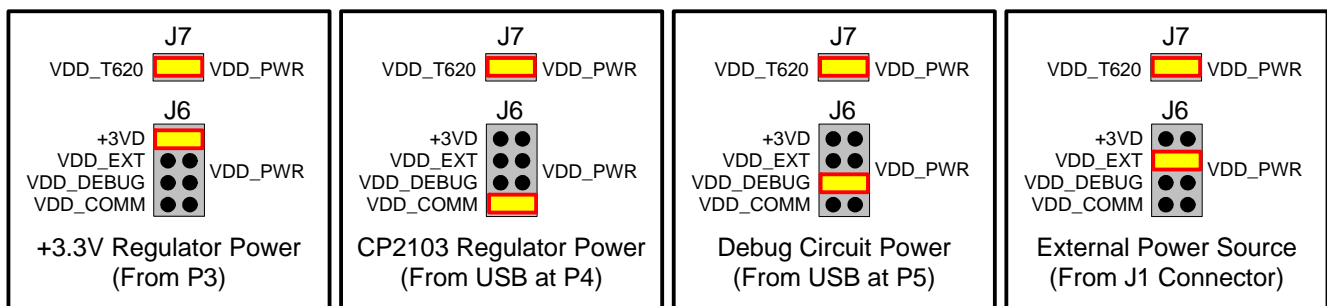 J7
VDD_T620 VDD_PWR
J6
+3VD
VDD_EXT
VDD_PWR
VDD_DEBUG
VDD_COMM
+3.3V Regulator Power
(From P3)
J7
VDD_T620 VDD_PWR
J6
+3VD
VDD_EXT
VDD_PWR
VDD_DEBUG
VDD_COMM
CP2103 Regulator Power
(From USB at P4)
J7
VDD_T620 VDD_PWR
J6
+3VD
VDD_EXT
VDD_PWR
VDD_DEBUG
VDD_COMM
Debug Circuit Power
(From USB at P5)
J7
VDD_T620 VDD_PWR
J6
+3VD
VDD_EXT
VDD_PWR
VDD_DEBUG
VDD_COMM
External Power Source
(From J1 Connector)